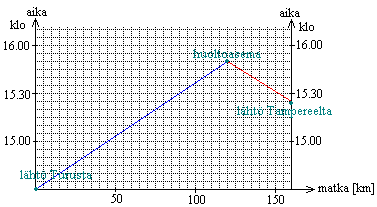 aika aika
klo klo
16.00 16.00
huoltoasema
15.30 15.30
lähtö Tampereelta
15.00 15.00
lähtö Turusta
50 100 150 matka [km]